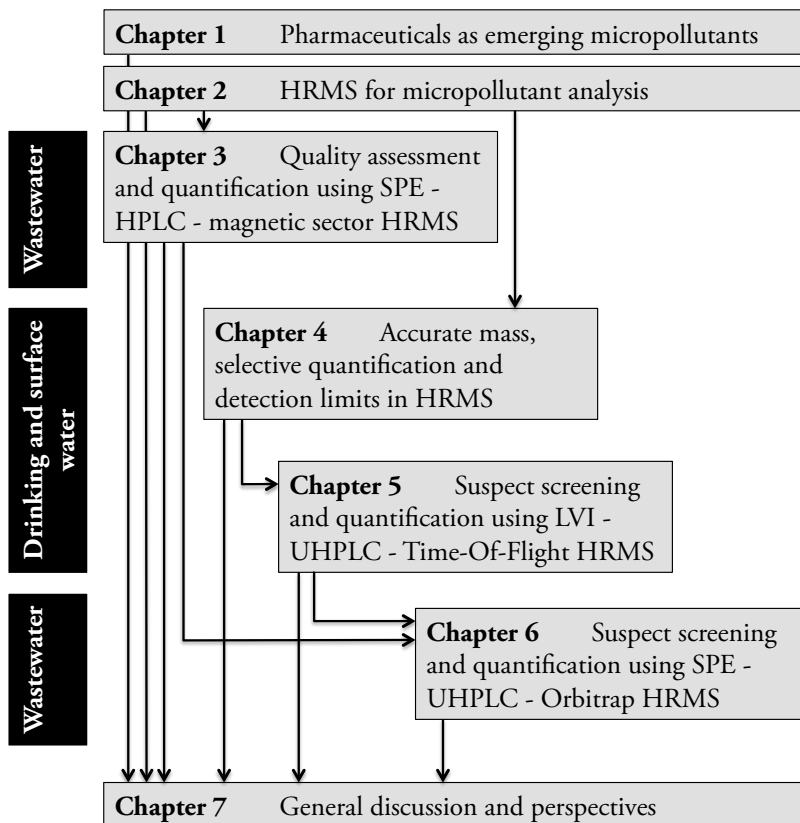 Chapter 1 Pharmaceuticals as emerging micropollutants
Chapter 2 HRMS for micropollutant analysis
Wastewater
Chapter 3 Quality assessment
and quantification using SPE -
HPLC - magnetic sector HRMS
Drinking and surface
water
Chapter 4 Accurate mass,
selective quantification and
detection limits in HRMS
Chapter 5 Suspect screening
and quantification using LVI -
UHPLC - Time-Of-Flight HRMS
Wastewater
Chapter 6 Suspect screening
and quantification using SPE -
UHPLC - Orbitrap HRMS
Chapter 7 General discussion and perspectives